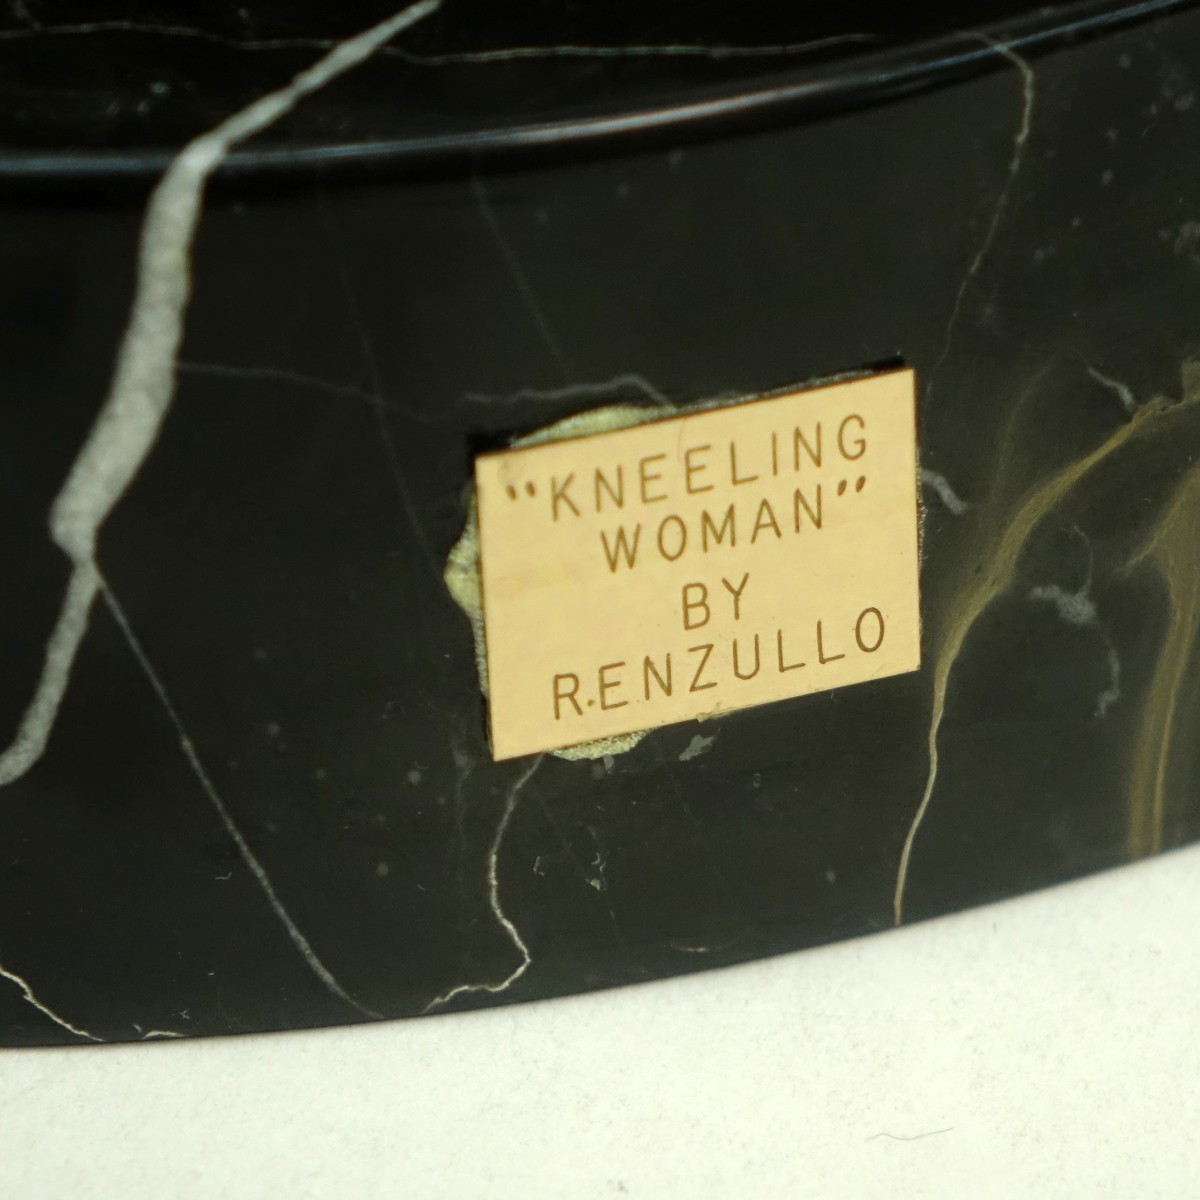 "KNEELING
WOMAN"
BY
R.ENZULLO